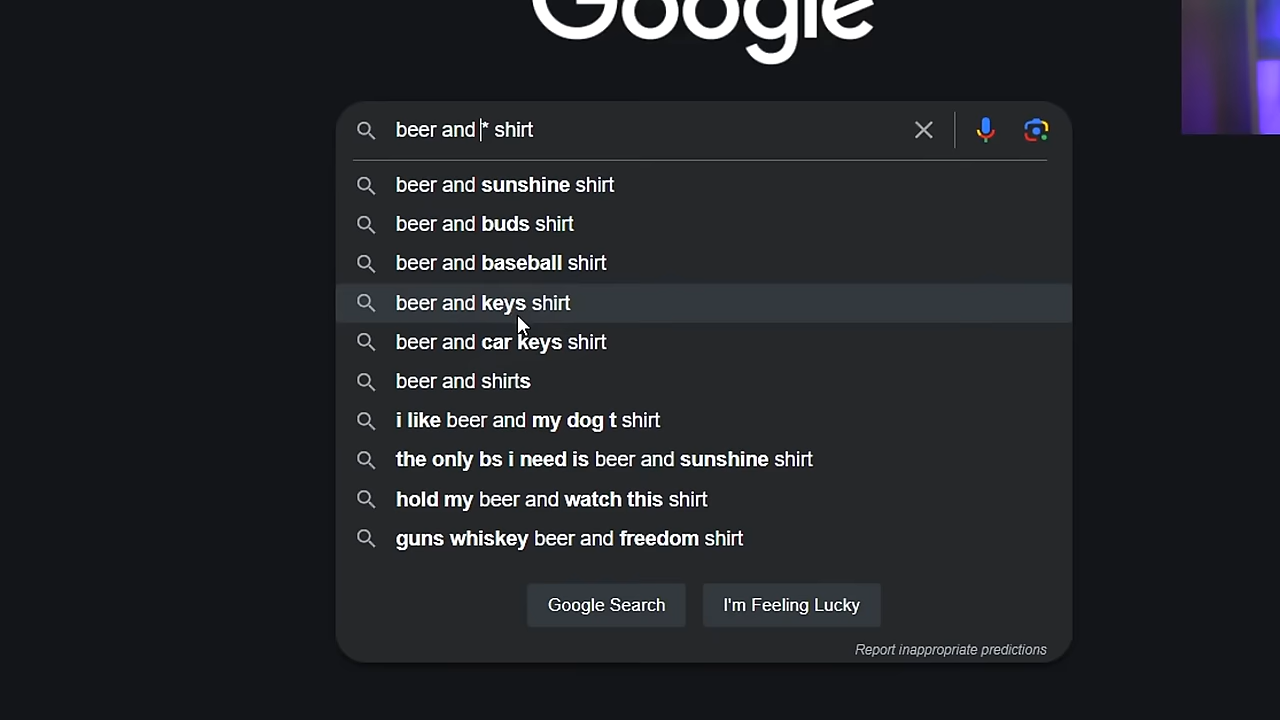 Google
beer and * shirt
beer and sunshine shirt
beer and buds shirt
beer and baseball shirt
beer and keys shirt
beer and car keys shirt
beer and shirts
i like beer and my dog t shirt
the only bs i need is beer and sunshine shirt
hold my beer and watch this shirt
guns whiskey beer and freedom shirt
Google Search
I'm Feeling Lucky
Report inappropriate predictions